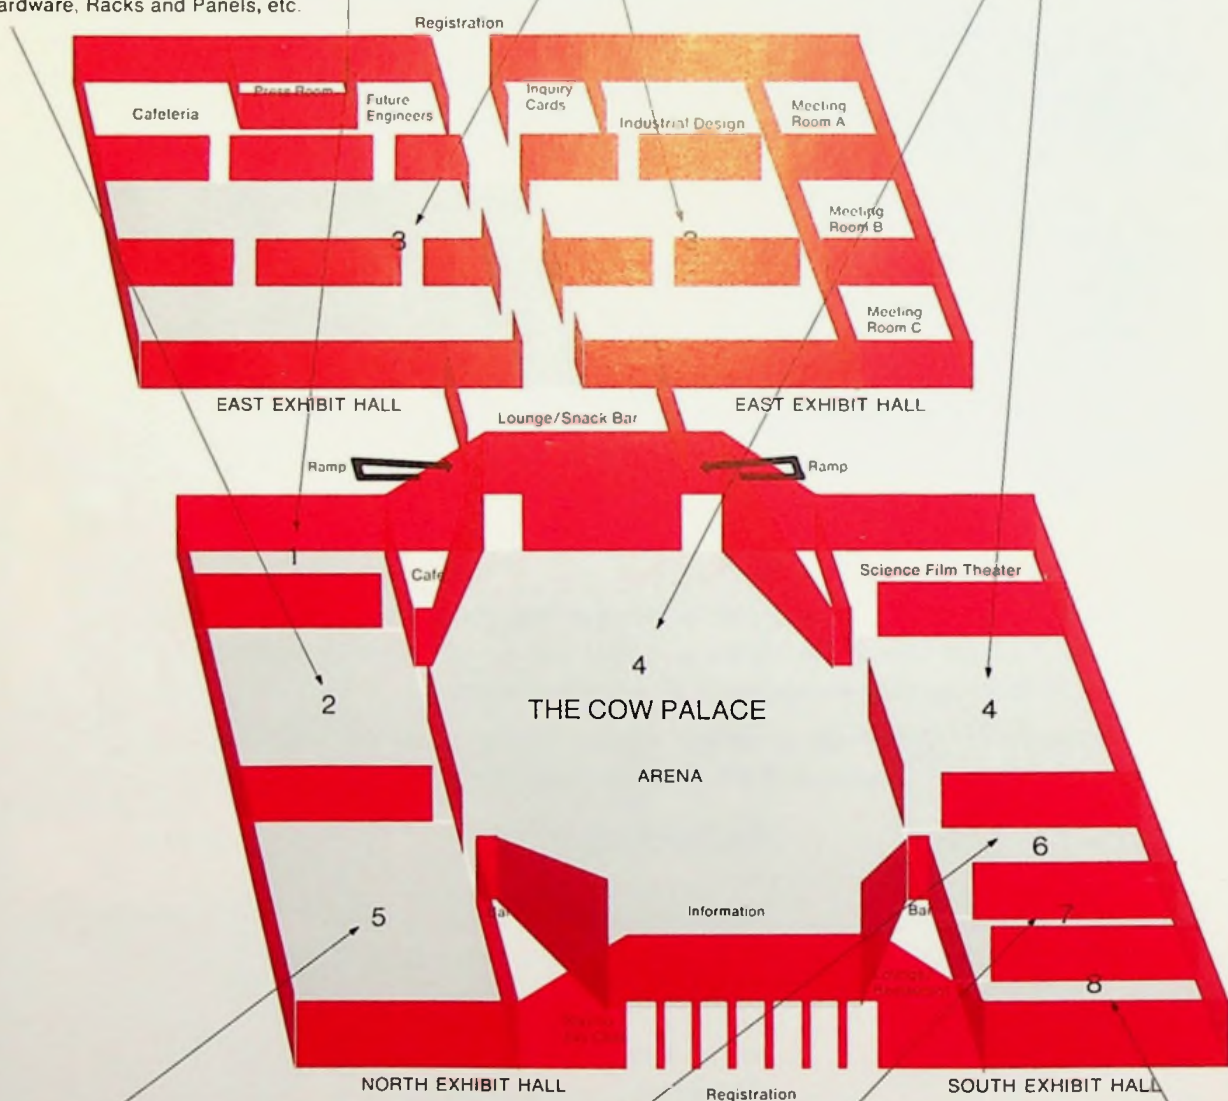 ardware, Racks and Panels, etc.
Registration
Cafeteria
Press Room
Future
Engineers
Inquiry
Cards
Industrial Design
Meeting
Room A
Meeting
Room B
Meeting
Room C
3
3
EAST EXHIBIT HALL
EAST EXHIBIT HALL
Lounge/Snack Bar
Ramp
Ramp
1
Cafe
Science Film Theater
2
4
4
THE COW PALACE
ARENA
6
5
Bar
Information
Bar
7
8
NORTH EXHIBIT HALL
Registration
SOUTH EXHIBIT HALL